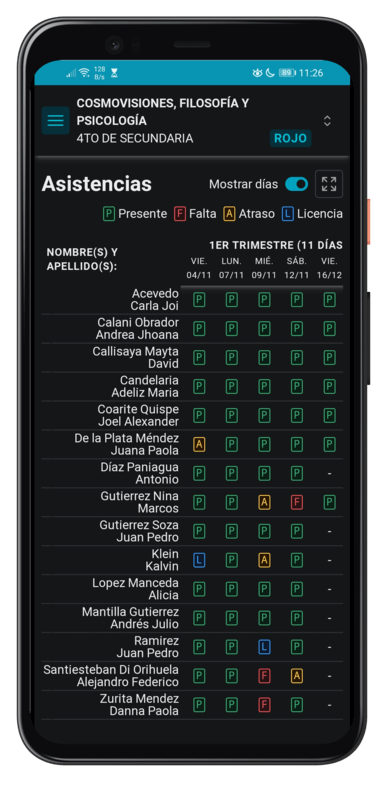 128 B/s 89 11:26
COSMOVISIONES, FILOSOFÍA Y
PSICOLOGÍA
4TO DE SECUNDARIA ROJO
Asistencias Mostrar días
P Presente F Falta A Atraso L Licencia
NOMBRE(S) Y APELLIDO(S): 1ER TRIMESTRE (11 DÍAS
VIE. LUN. MIÉ. SÁB. VIE.
04/11 07/11 09/11 12/11 16/12
Acevedo
Carla Joi P P P P P
Calani Obrador
Andrea Jhoana P P P P P
Callisaya Mayta
David P P P P P
Candelaria
Adeliz Maria P P P P P
Coarite Quispe
Joel Alexander P P P P P
De la Plata Méndez
Juana Paola A P P P P
Díaz Paniagua
Antonio P P P P -
Gutierrez Nina
Marcos P P A F P
Gutierrez Soza
Juan Pedro P P P P -
Klein
Kalvin L P A P -
Lopez Manceda
Alicia P P P P -
Mantilla Gutierrez
Andrés Julio P P P P -
Ramirez
Juan Pedro P P L P -
Santiesteban Di Orihuela
Alejandro Federico P P F A -
Zurita Mendez
Danna Paola P P F P -